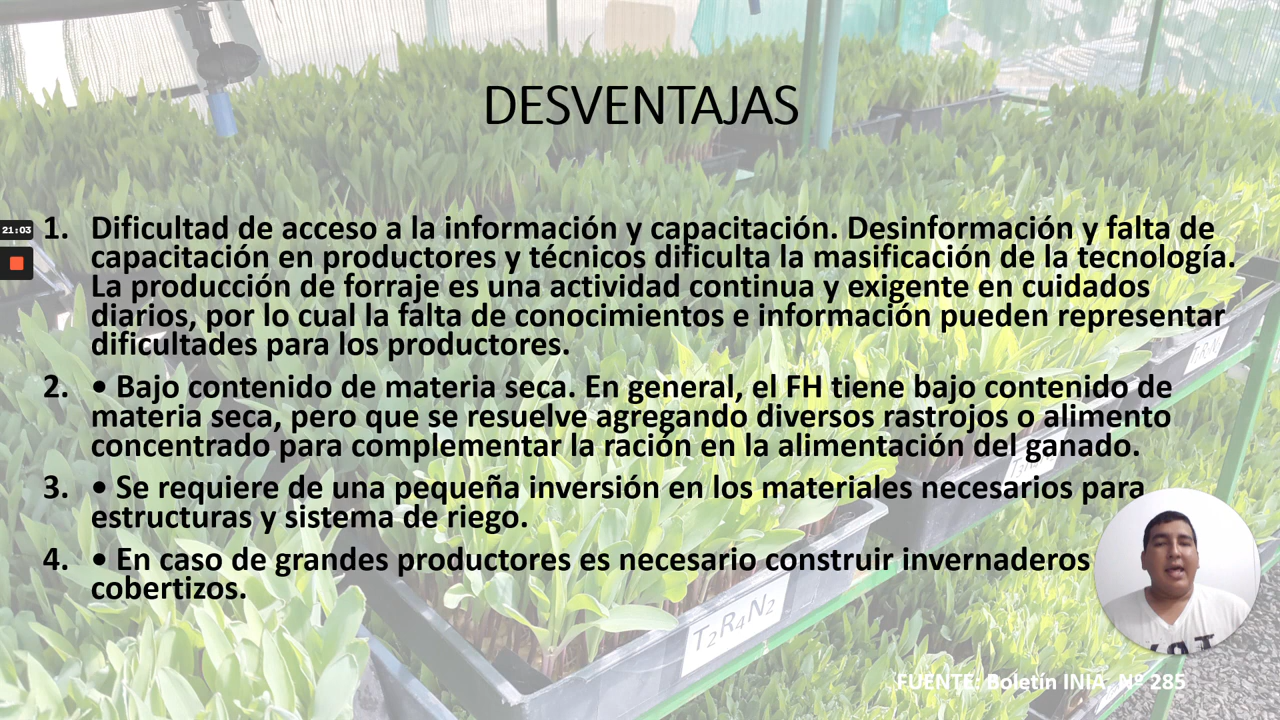 DESVENTAJAS
21:03
1. Dificultad de acceso a la información y capacitación. Desinformación y falta de
capacitación en productores y técnicos dificulta la masificación de la tecnología.
La producción de forraje es una actividad continua y exigente en cuidados
diarios, por lo cual la falta de conocimientos e información pueden representar
dificultades para los productores.
2. • Bajo contenido de materia seca. En general, el FH tiene bajo contenido de
materia seca, pero que se resuelve agregando diversos rastrojos o alimento
concentrado para complementar la ración en la alimentación del ganado.
3. • Se requiere de una pequeña inversión en los materiales necesarios para
estructuras y sistema de riego.
4. • En caso de grandes productores es necesario construir invernaderos
cobertizos.
T₂R₄N₂
FUENTE: Boletín INIA, Nº 285